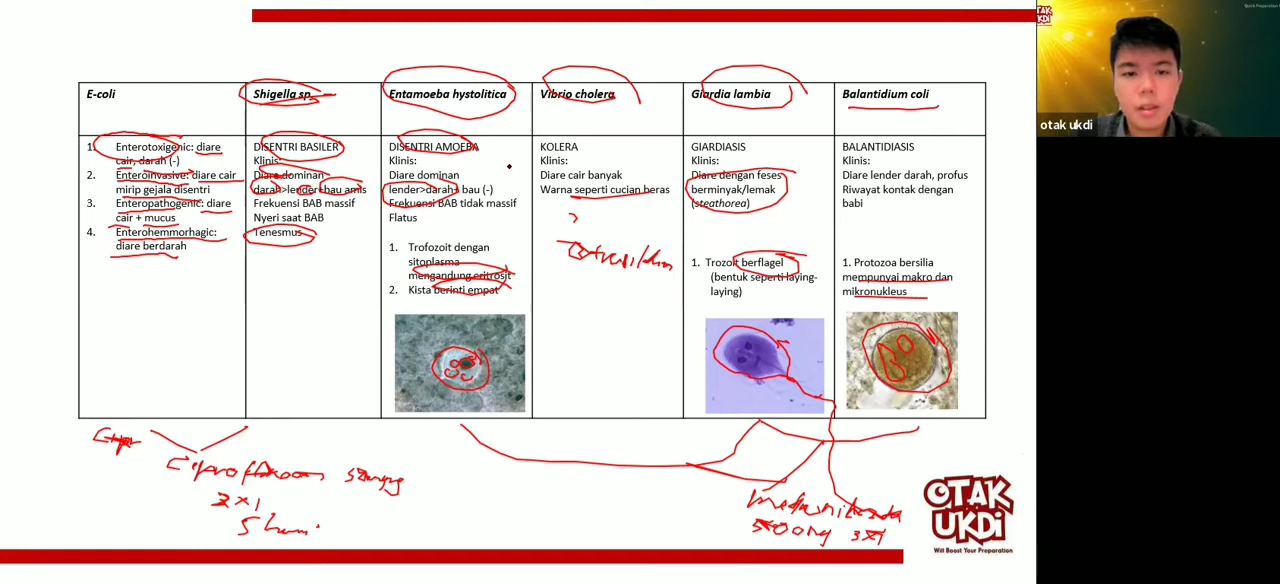 E-coli
Shigella sp.
Entamoeba hystolitica
Vibrio cholera
Giardia lambia
Balantidium coli
1. Enterotoxigenic: diare
cair, darah (-)
2. Enteroinvasive: diare cair
mirip gejala disentri
3. Enteropathogenic: diare
cair + mucus
4. Enterohemmorhagic:
diare berdarah
DISENTRI BASILER
Klinis:
Diare dominan
darah>lender+bau amis
Frekuensi BAB massif
Nyeri saat BAB
Tenesmus
DISENTRI AMOEBA
Klinis:
Diare dominan
lender>darah+ bau (-)
Frekuensi BAB tidak massif
Flatus
1. Trofozoit dengan
sitoplasma
mengandung eritrosit
2. Kista berinti empat
KOLERA
Klinis:
Diare cair banyak
Warna seperti cucian beras
GIARDIASIS
Klinis:
Diare dengan feses
berminyak/lemak
(steathorea)
1. Trozoit berflagel
(bentuk seperti laying-
laying)
BALANTIDIASIS
Klinis:
Diare lender darah, profus
Riwayat kontak dengan
babi
1. Protozoa bersilia
mempunyai makro dan
mikronukleus
3x1
5
500mg 3x1
OTAK
UKDI
Will Boost Your Preparation
OTAK
UKDI
otak ukdi